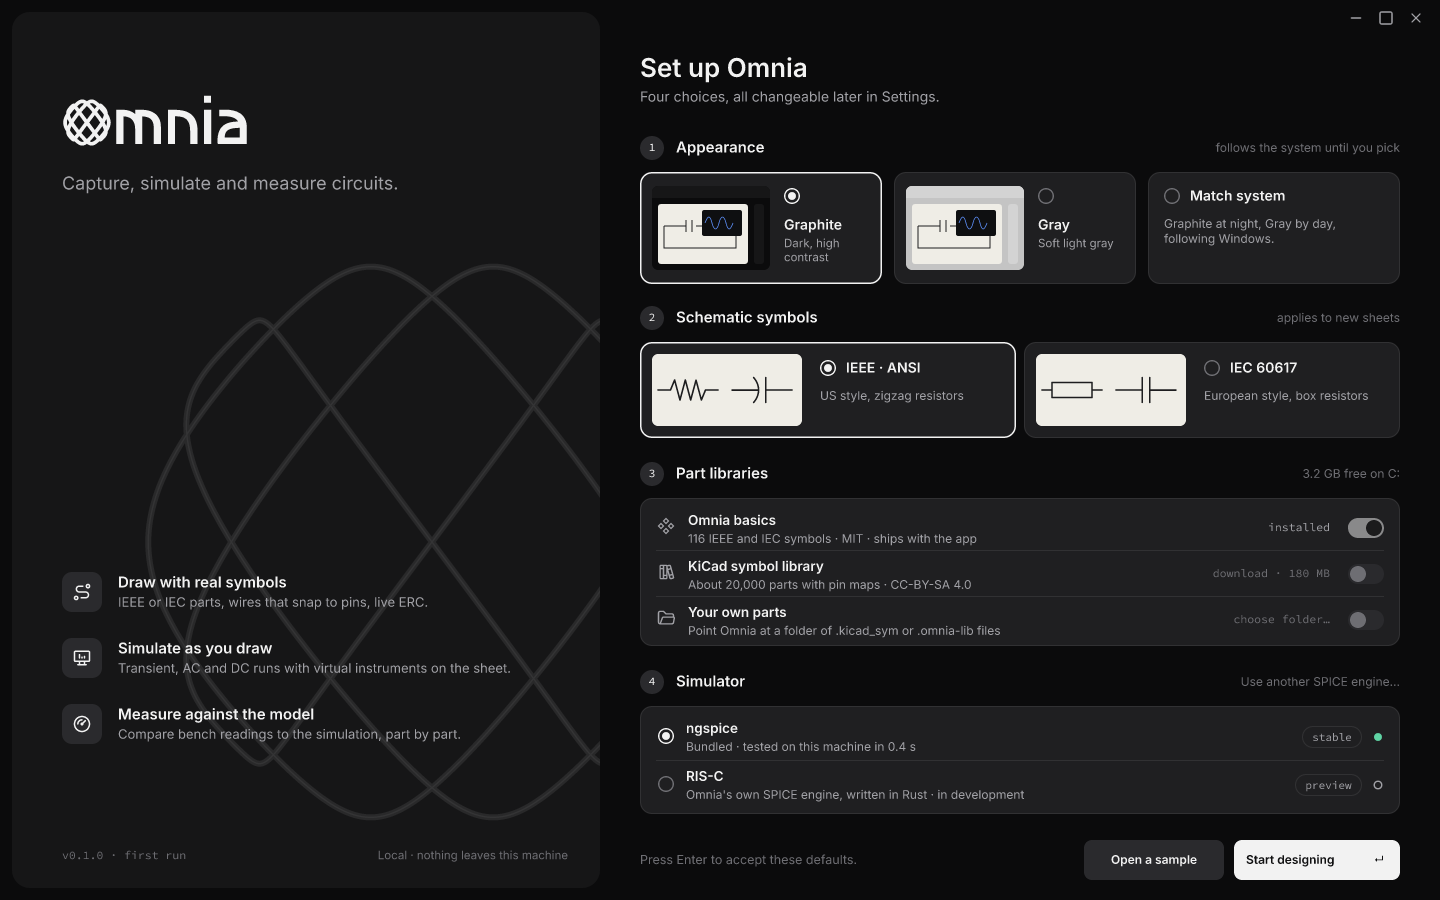 Omnia
Capture, simulate and measure circuits.
Draw with real symbols
IEEE or IEC parts, wires that snap to pins, live ERC.
Simulate as you draw
Transient, AC and DC runs with virtual instruments on the sheet.
Measure against the model
Compare bench readings to the simulation, part by part.
v0.1.0 · first run
Local · nothing leaves this machine
Set up Omnia
Four choices, all changeable later in Settings.
1 Appearance
follows the system until you pick
Graphite
Dark, high
contrast
Gray
Soft light gray
Match system
Graphite at night, Gray by day,
following Windows.
2 Schematic symbols
applies to new sheets
IEEE · ANSI
US style, zigzag resistors
IEC 60617
European style, box resistors
3 Part libraries
3.2 GB free on C:
Omnia basics
116 IEEE and IEC symbols · MIT · ships with the app
installed
KiCad symbol library
About 20,000 parts with pin maps · CC-BY-SA 4.0
download · 180 MB
Your own parts
Point Omnia at a folder of .kicad_sym or .omnia-lib files
choose folder…
4 Simulator
Use another SPICE engine...
ngspice
Bundled · tested on this machine in 0.4 s
stable
RIS-C
Omnia's own SPICE engine, written in Rust · in development
preview
Press Enter to accept these defaults.
Open a sample
Start designing